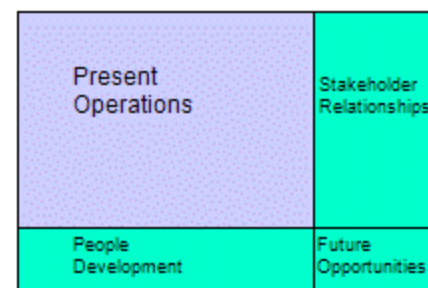 Present
Operations
Stakeholder
Relationships
People
Development
Future
Opportunities